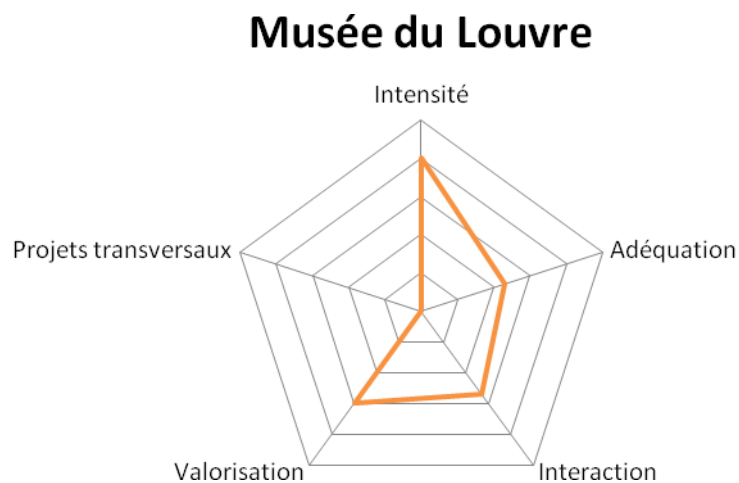 Musée du Louvre
Intensité
Projets transversaux
Adéquation
Valorisation
Interaction